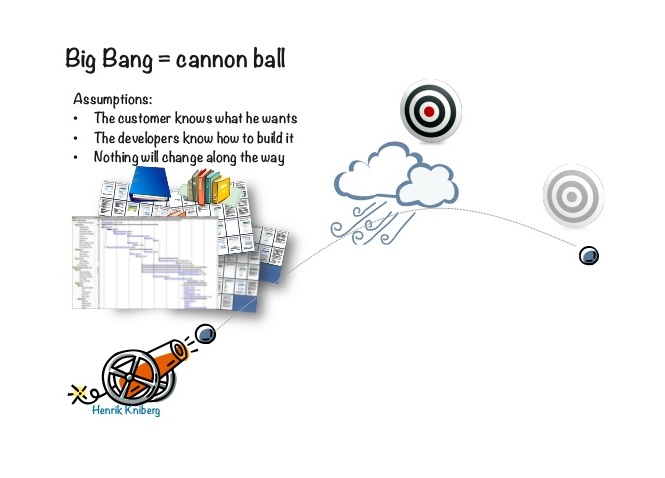 Big Bang = cannon ball
Assumptions:
• The customer knows what he wants
• The developers know how to build it
• Nothing will change along the way
Henrik Kniberg